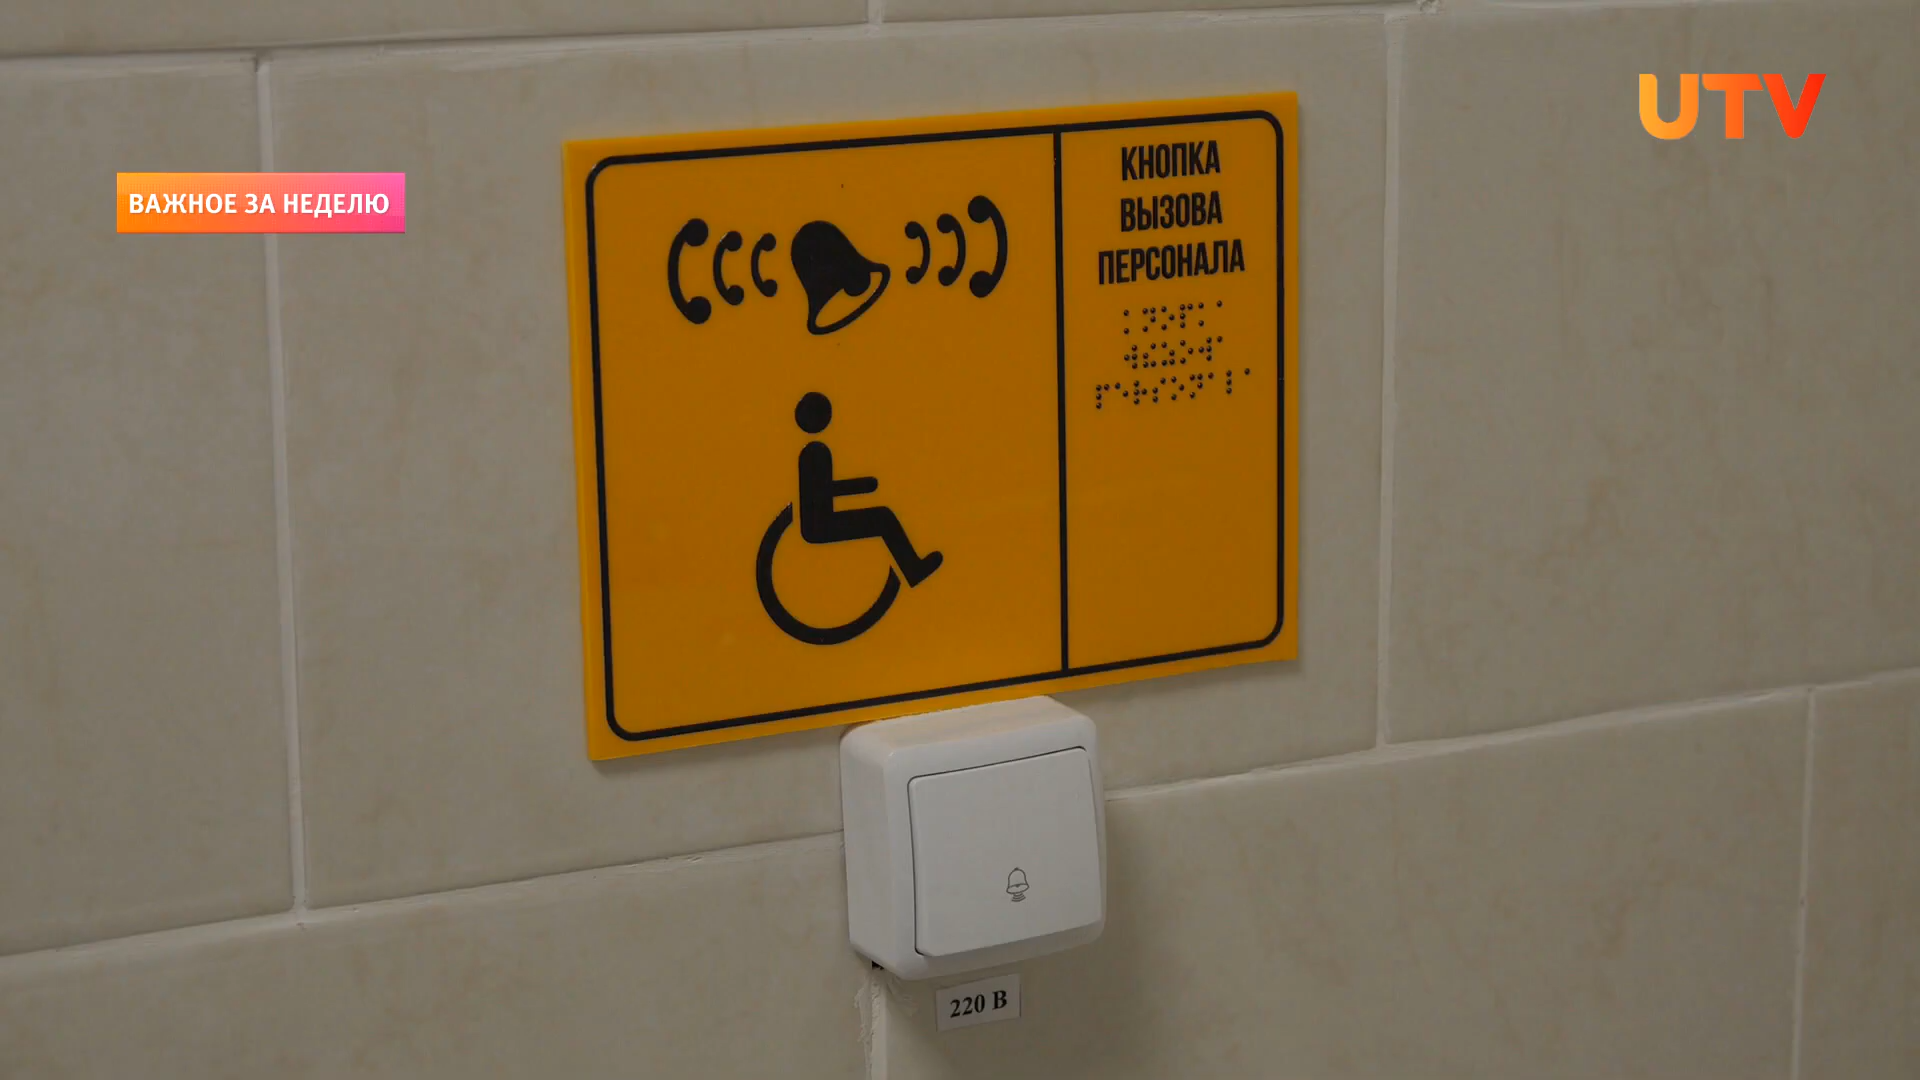 UTV
ВАЖНОЕ ЗА НЕДЕЛЮ
КНОПКА
ВЫЗОВА
ПЕРСОНАЛА
220 В